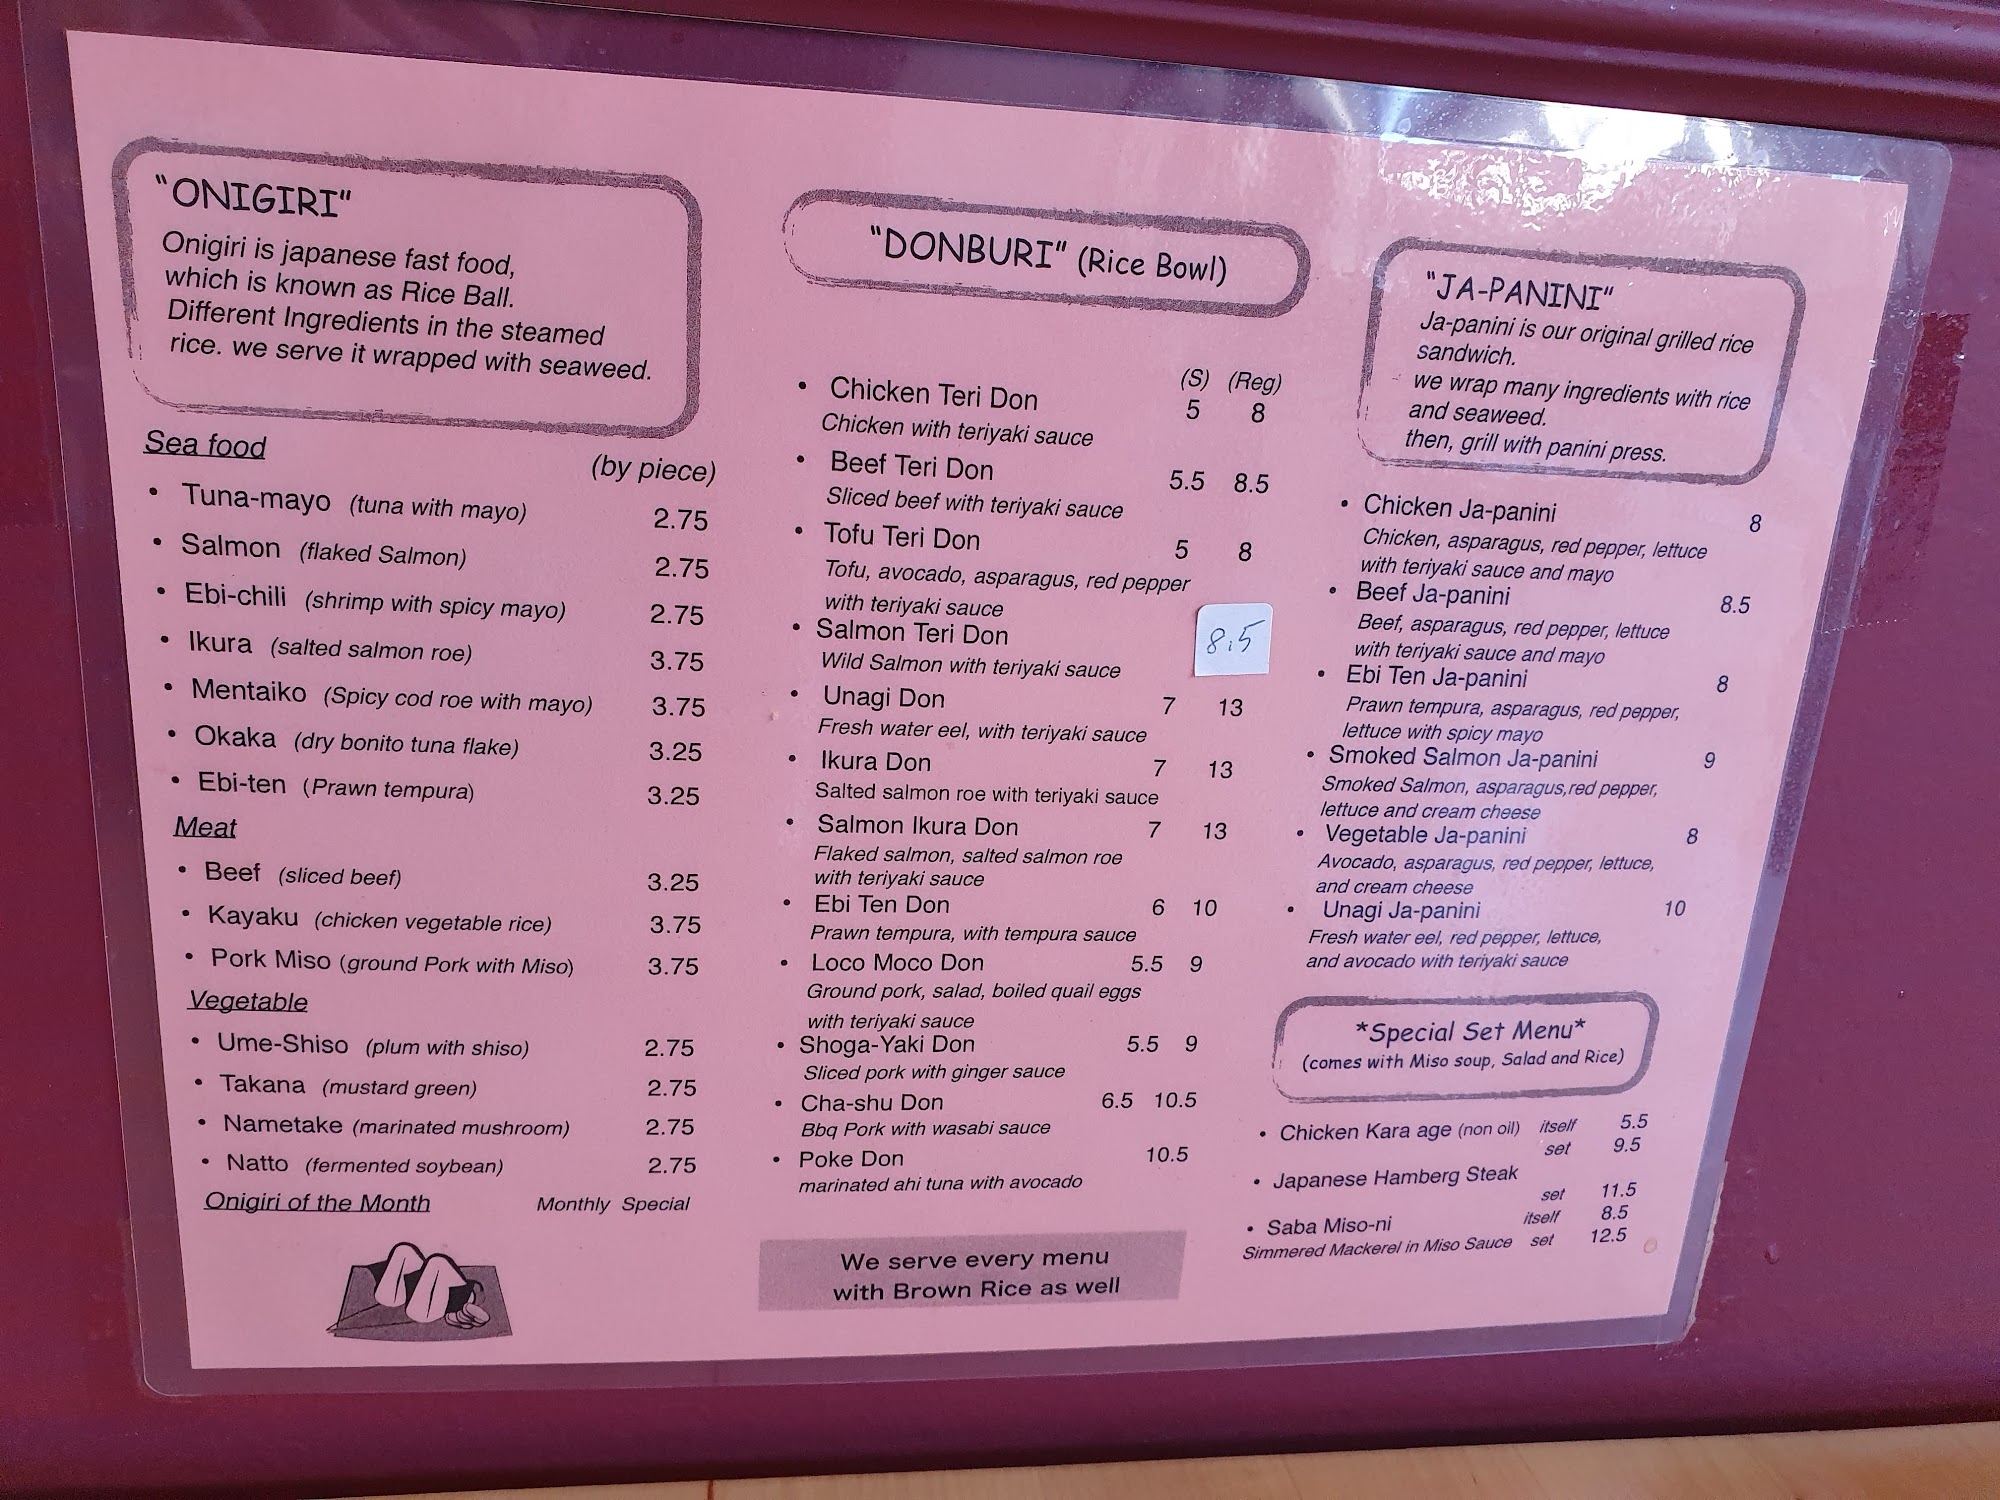 "ONIGIRI"
Onigiri is japanese fast food,
which is known as Rice Ball.
Different Ingredients in the steamed
rice. we serve it wrapped with seaweed.
Sea food
(by piece)
• Tuna-mayo (tuna with mayo) 2.75
• Salmon (flaked Salmon) 2.75
• Ebi-chili (shrimp with spicy mayo) 2.75
• Ikura (salted salmon roe) 3.75
• Mentaiko (Spicy cod roe with mayo) 3.75
• Okaka (dry bonito tuna flake) 3.25
• Ebi-ten (Prawn tempura) 3.25
Meat
• Beef (sliced beef) 3.25
• Kayaku (chicken vegetable rice) 3.75
• Pork Miso (ground Pork with Miso) 3.75
Vegetable
• Ume-Shiso (plum with shiso) 2.75
• Takana (mustard green) 2.75
• Nametake (marinated mushroom) 2.75
• Natto (fermented soybean) 2.75
Onigiri of the Month Monthly Special
"DONBURI" (Rice Bowl)
(S) (Reg)
• Chicken Teri Don 5 8
Chicken with teriyaki sauce
• Beef Teri Don 5.5 8.5
Sliced beef with teriyaki sauce
• Tofu Teri Don 5 8
Tofu, avocado, asparagus, red pepper
with teriyaki sauce
• Salmon Teri Don 8.5
Wild Salmon with teriyaki sauce
• Unagi Don 7 13
Fresh water eel, with teriyaki sauce
• Ikura Don 7 13
Salted salmon roe with teriyaki sauce
• Salmon Ikura Don 7 13
Flaked salmon, salted salmon roe
with teriyaki sauce
• Ebi Ten Don 6 10
Prawn tempura, with tempura sauce
• Loco Moco Don 5.5 9
Ground pork, salad, boiled quail eggs
with teriyaki sauce
• Shoga-Yaki Don 5.5 9
Sliced pork with ginger sauce
• Cha-shu Don 6.5 10.5
Bbq Pork with wasabi sauce
• Poke Don 10.5
marinated ahi tuna with avocado
We serve every menu
with Brown Rice as well
"JA-PANINI"
Ja-panini is our original grilled rice
sandwich.
we wrap many ingredients with rice
and seaweed.
then, grill with panini press.
• Chicken Ja-panini 8
Chicken, asparagus, red pepper, lettuce
with teriyaki sauce and mayo
• Beef Ja-panini 8.5
Beef, asparagus, red pepper, lettuce
with teriyaki sauce and mayo
• Ebi Ten Ja-panini 8
Prawn tempura, asparagus, red pepper,
lettuce with spicy mayo
• Smoked Salmon Ja-panini 9
Smoked Salmon, asparagus,red pepper,
lettuce and cream cheese
• Vegetable Ja-panini 8
Avocado, asparagus, red pepper, lettuce,
and cream cheese
• Unagi Ja-panini 10
Fresh water eel, red pepper, lettuce,
and avocado with teriyaki sauce
*Special Set Menu*
(comes with Miso soup, Salad and Rice)
• Chicken Kara age (non oil) itself 5.5
set 9.5
• Japanese Hamberg Steak
set 11.5
• Saba Miso-ni itself 8.5
Simmered Mackerel in Miso Sauce set 12.5